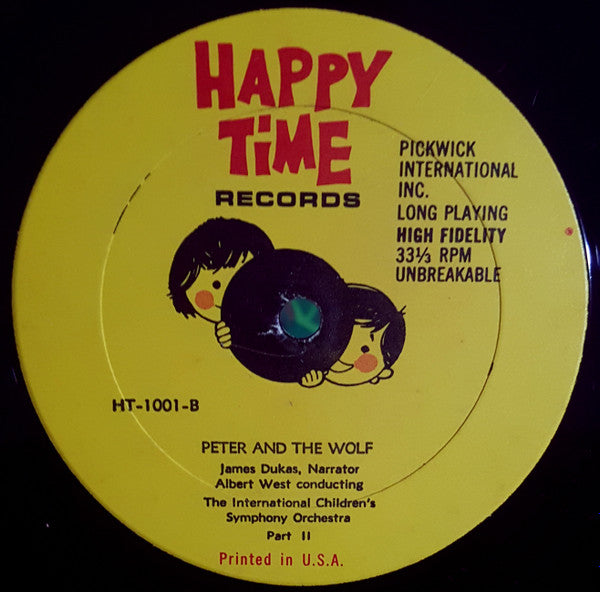 HAPPY
TiME
RECORDS
PICKWICK
INTERNATIONAL
INC.
LONG PLAYING
HIGH FIDELITY
33⅓ RPM
UNBREAKABLE
HT-1001-B
PETER AND THE WOLF
James Dukas, Narrator
Albert West conducting
The International Children's
Symphony Orchestra
Part II
Printed in U.S.A.